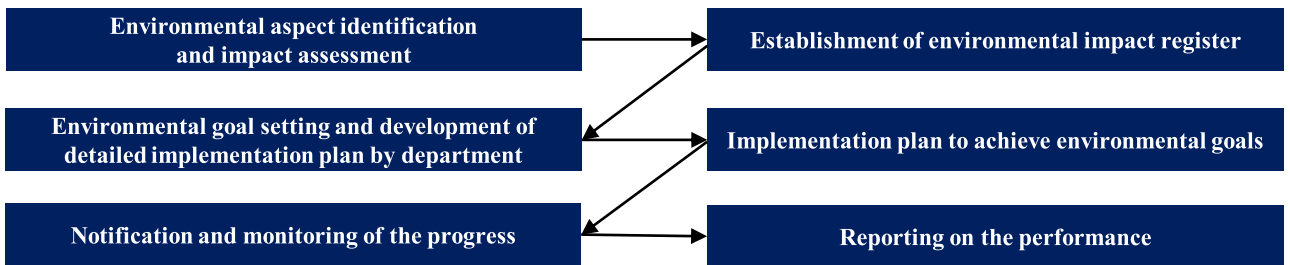 Environmental aspect identification
and impact assessment
Establishment of environmental impact register
Environmental goal setting and development of
detailed implementation plan by department
Implementation plan to achieve environmental goals
Notification and monitoring of the progress
Reporting on the performance